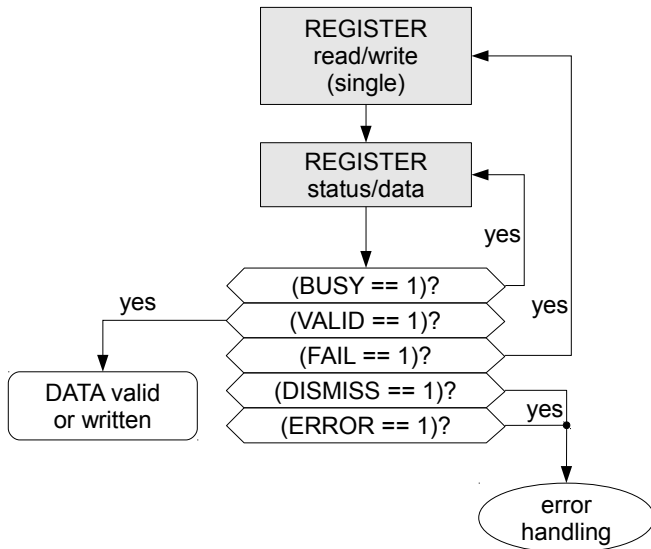 REGISTER
read/write
(single)
REGISTER
status/data
yes
(BUSY == 1)?
yes
(VALID == 1)?
yes
(FAIL == 1)?
DATA valid
or written
(DISMISS == 1)?
yes
(ERROR == 1)?
error
handling